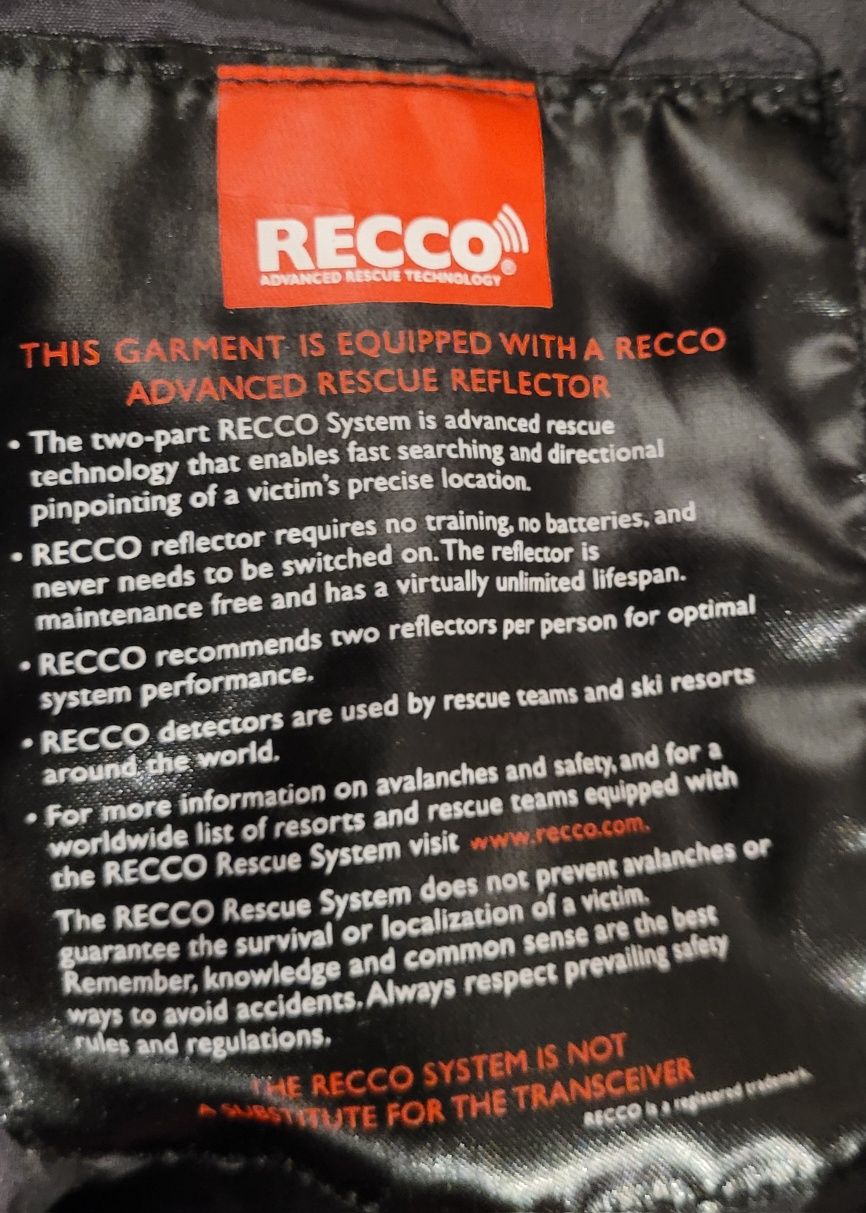 RECCO®
ADVANCED RESCUE TECHNOLOGY
THIS GARMENT IS EQUIPPED WITH A RECCO
ADVANCED RESCUE REFLECTOR
• The two-part RECCO System is advanced rescue
technology that enables fast searching and directional
pinpointing of a victim's precise location.
• RECCO reflector requires no training, no batteries, and
never needs to be switched on. The reflector is
maintenance free and has a virtually unlimited lifespan.
• RECCO recommends two reflectors per person for optimal
system performance.
• RECCO detectors are used by rescue teams and ski resorts
around the world.
• For more information on avalanches and safety, and for a
worldwide list of resorts and rescue teams equipped with
the RECCO Rescue System visit www.recco.com.
The RECCO Rescue System does not prevent avalanches or
guarantee the survival or localization of a victim.
Remember, knowledge and common sense are the best
ways to avoid accidents. Always respect prevailing safety
rules and regulations.
THE RECCO SYSTEM IS NOT
A SUBSTITUTE FOR THE TRANSCEIVER
RECCO is a registered trademark